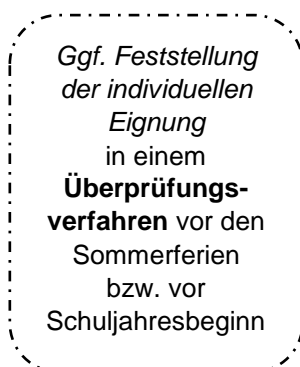 Ggf. Feststellung
der individuellen
Eignung
in einem
Überprüfungs-
verfahren vor den
Sommerferien
bzw. vor
Schuljahresbeginn